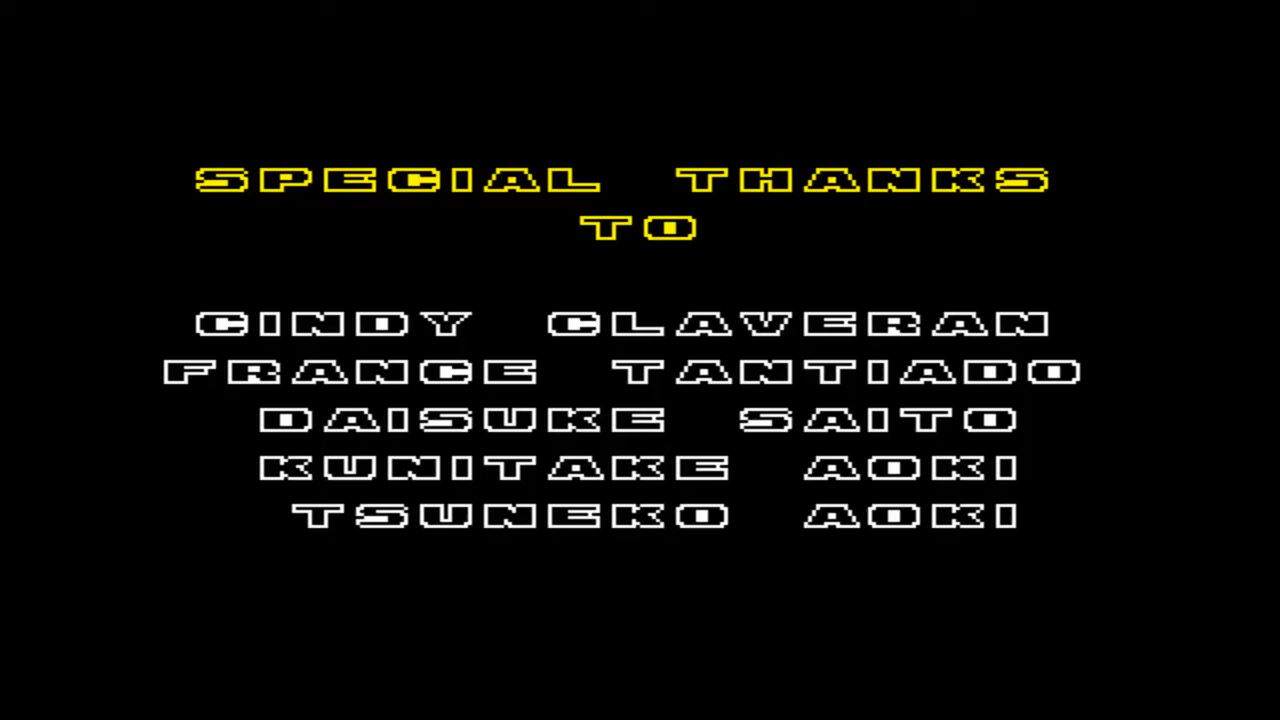 SPECIAL THANKS
TO
CINDY CLAVERAN
FRANCE TANTIADO
DAISUKE SAITO
KUNITAKE AOKI
TSUNEKO AOKI